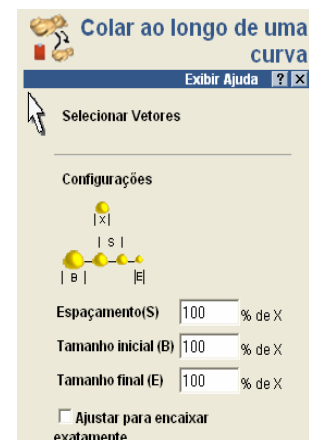 Colar ao longo de uma
curva
Exibir Ajuda ? X
Selecionar Vetores
Configurações
|X|
| S |
| B | |E|
Espaçamento(S) 100 % de X
Tamanho inicial (B) 100 % de X
Tamanho final (E) 100 % de X
Ajustar para encaixar
exatamente